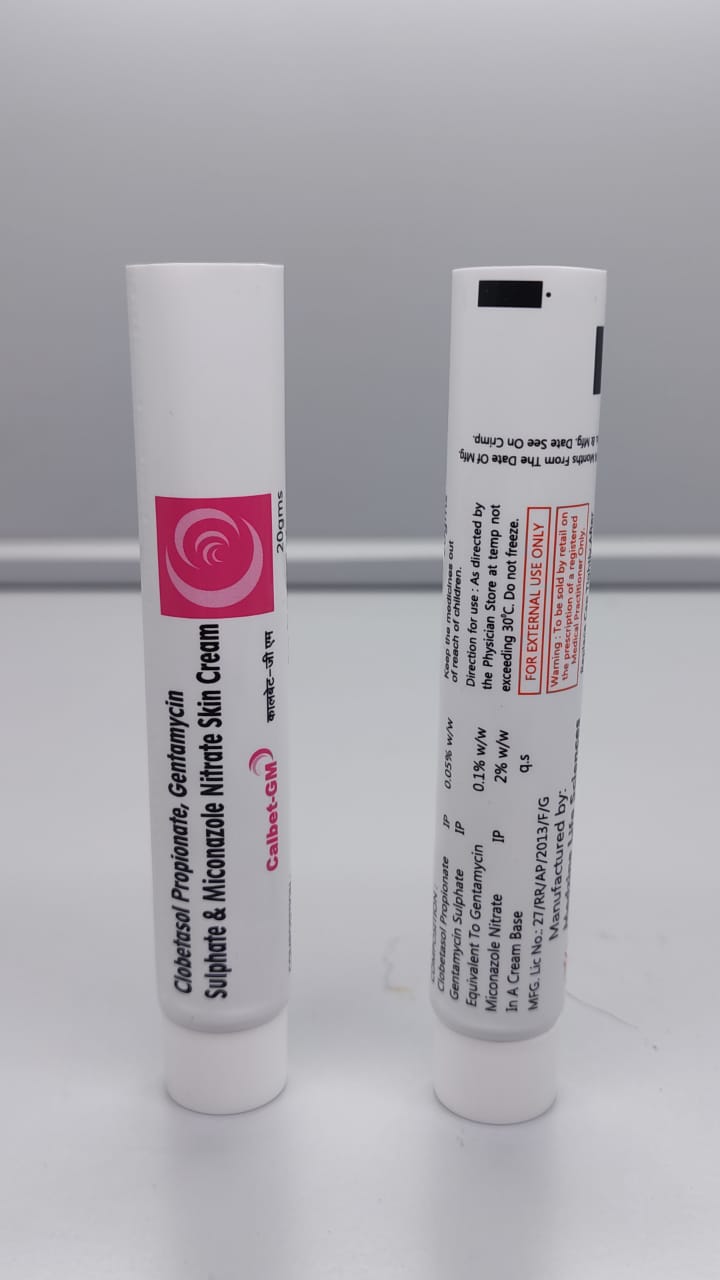 Clobetasol Propionate, Gentamycin
Sulphate & Miconazole Nitrate Skin Cream
Calbet-GM
कालबेट-जी एम
20gms
COMPOSITION:
Clobetasol Propionate IP 0.05% w/w
Gentamycin Sulphate IP
Equivalent To Gentamycin 0.1% w/w
Miconazole Nitrate IP 2% w/w
In A Cream Base q.s
MFG. Lic No.: 27/RR/AP/2013/F/G
Manufactured by:
Life Sciences
Keep the medicines out
of reach of children.
Direction for use : As directed by
the Physician Store at temp not
exceeding 30°C. Do not freeze.
FOR EXTERNAL USE ONLY
Warning : To be sold by retail on
the prescription of a registered
Medical Practitioner Only.
Months From The Date Of Mfg.
& Mfg. Date See On Crimp.